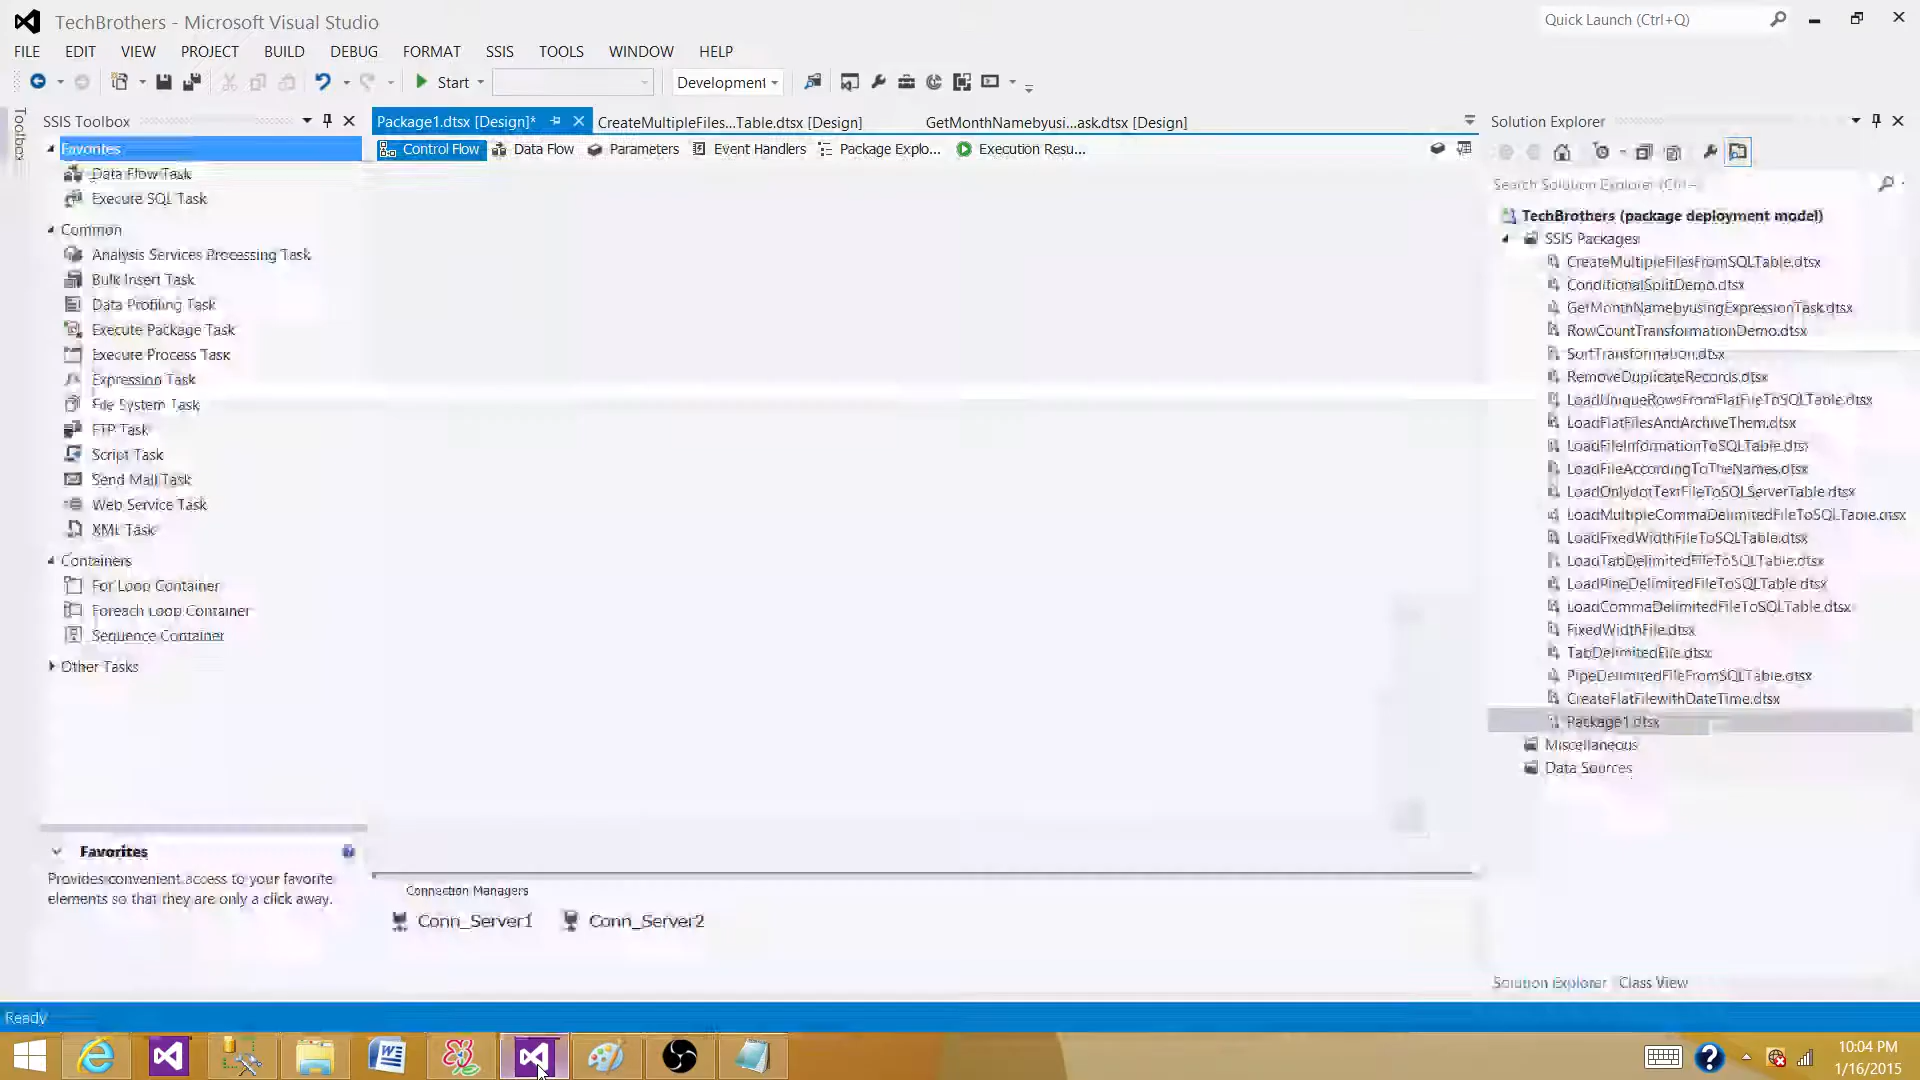 TechBrothers - Microsoft Visual Studio
Quick Launch (Ctrl+Q)
FILE EDIT VIEW PROJECT BUILD DEBUG FORMAT SSIS TOOLS WINDOW HELP
Start Development
Toolbox
SSIS Toolbox
Favorites
Data Flow Task
Execute SQL Task
Common
Analysis Services Processing Task
Bulk Insert Task
Data Profiling Task
Execute Package Task
Execute Process Task
Expression Task
File System Task
FTP Task
Script Task
Send Mail Task
Web Service Task
XML Task
Containers
For Loop Container
Foreach Loop Container
Sequence Container
Other Tasks
Favorites
Provides convenient access to your favorite
elements so that they are only a click away.
Package1.dtsx [Design]* CreateMultipleFiles...Table.dtsx [Design] GetMonthNamebyusi...ask.dtsx [Design]
Control Flow Data Flow Parameters Event Handlers Package Explo... Execution Resu...
Connection Managers
Conn_Server1 Conn_Server2
Solution Explorer
Search Solution Explorer (Ctrl+
TechBrothers (package deployment model)
SSIS Packages
CreateMultipleFilesFromSQLTable.dtsx
ConditionalSplitDemo.dtsx
GetMonthNamebyusingExpressionTask.dtsx
RowCountTransformationDemo.dtsx
SortTransformation.dtsx
RemoveDuplicateRecords.dtsx
LoadUniqueRowsFromFlatFileToSQLTable.dtsx
LoadFlatFilesAndArchiveThem.dtsx
LoadFileInformationToSQLTable.dtsx
LoadFileAccordingToTheNames.dtsx
LoadOnlydotTextFileToSQLServerTable.dtsx
LoadMultipleCommaDelimitedFileToSQLTable.dtsx
LoadFixedWidthFileToSQLTable.dtsx
LoadTabDelimitedFileToSQLTable.dtsx
LoadPipeDelimitedFileToSQLTable.dtsx
LoadCommaDelimitedFileToSQLTable.dtsx
FixedWidthFile.dtsx
TabDelimitedFile.dtsx
PipeDelimitedFileFromSQLTable.dtsx
CreateFlatFilewithDateTime.dtsx
Package1.dtsx
Miscellaneous
Data Sources
Solution Explorer Class View
Ready
10:04 PM
1/16/2015